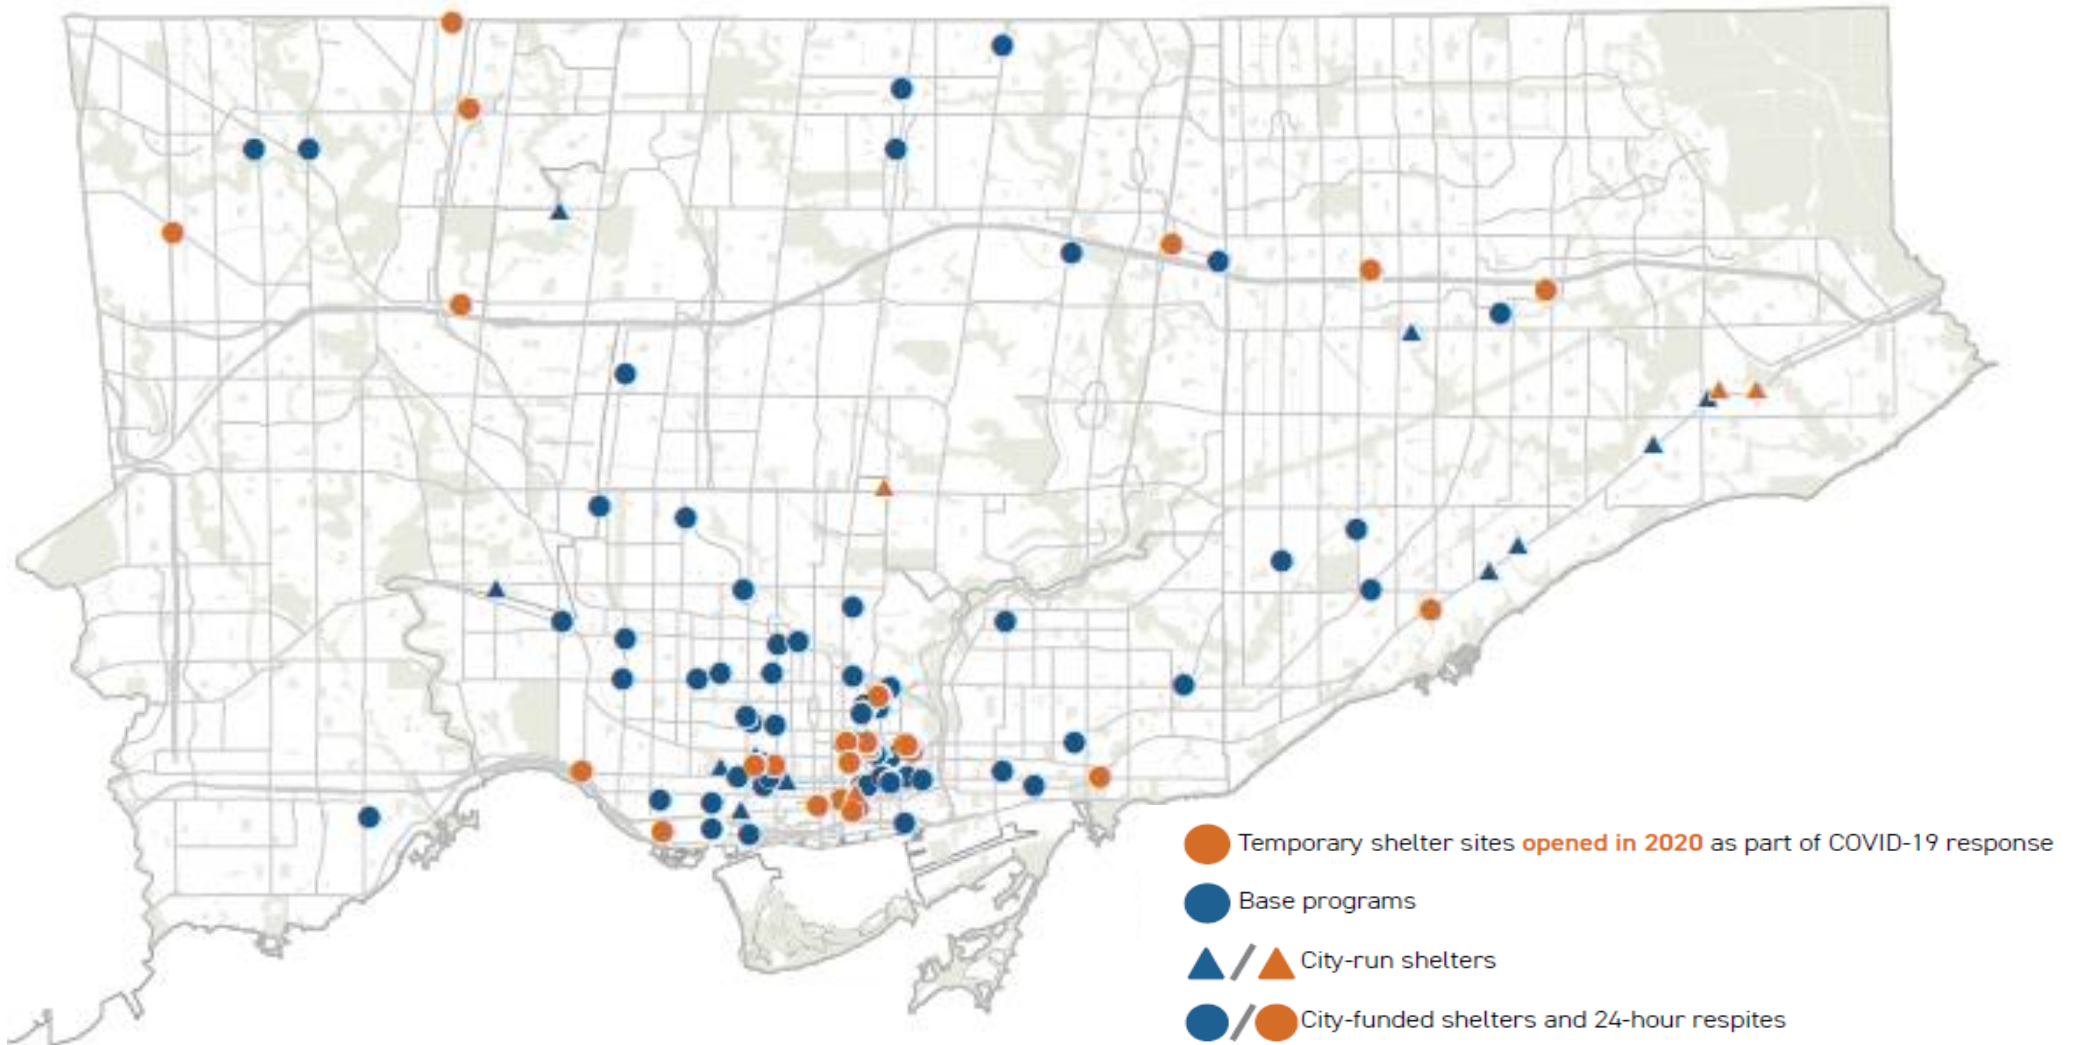 Temporary shelter sites opened in 2020 as part of COVID-19 response
Base programs
City-run shelters
City-funded shelters and 24-hour respites